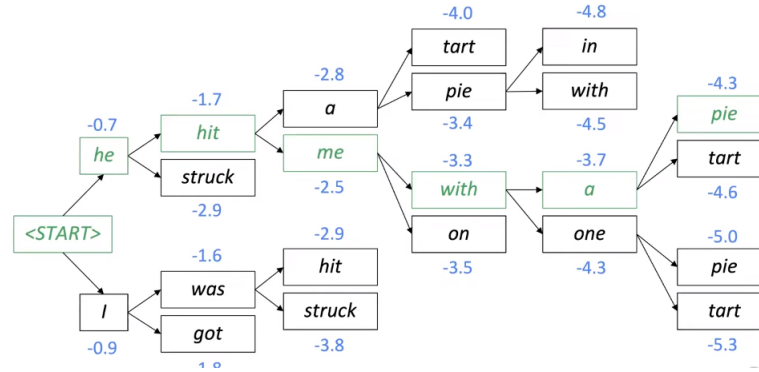 -4.0 -4.8
tart in
-2.8
-4.3
pie with
-1.7
a
pie
-0.7 -3.4 -4.5
hit
he me
-3.3 -3.7 tart
struck
-2.5 with a -4.6
-2.9
<START> -2.9 on one -5.0
-1.6
hit -3.5 -4.3 pie
was
I struck tart
got
-0.9 -3.8 -5.3
-1.8